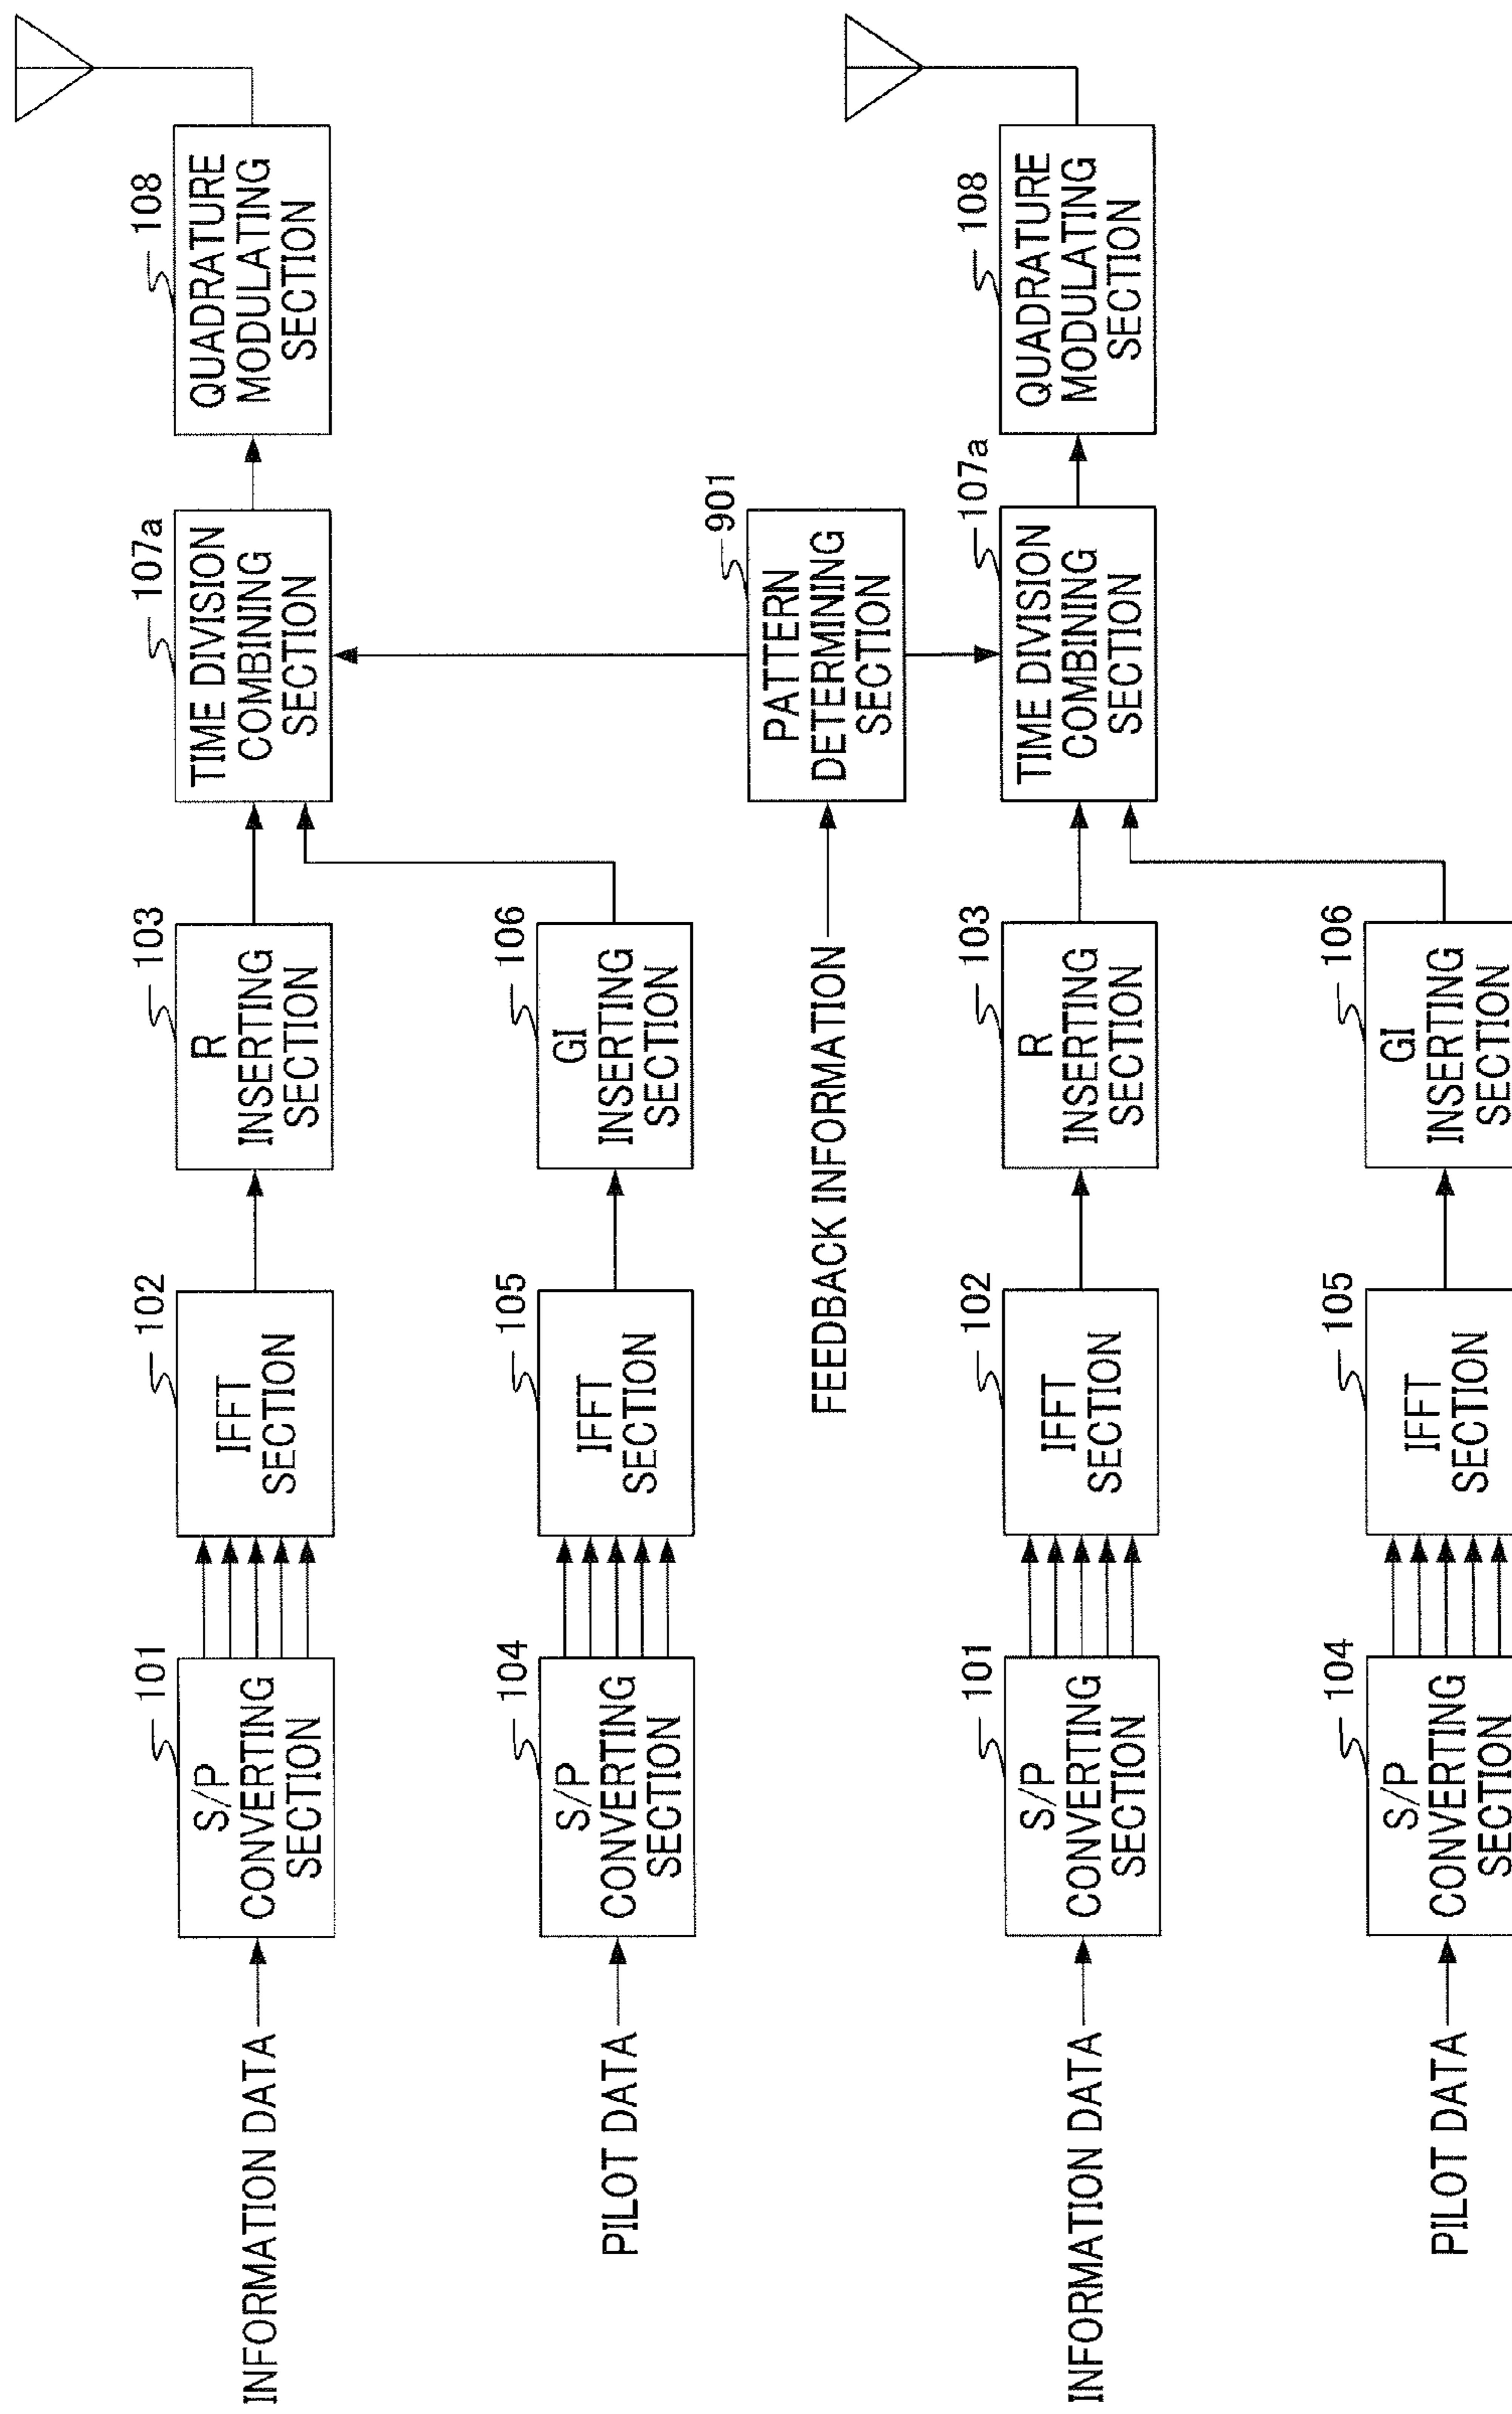 INFORMATION DATA
101
S/P
CONVERTING
SECTION
102
IFFT
SECTION
103
R
INSERTING
SECTION
107a
TIME DIVISION
COMBINING
SECTION
108
QUADRATURE
MODULATING
SECTION
PILOT DATA
104
S/P
CONVERTING
SECTION
105
IFFT
SECTION
106
GI
INSERTING
SECTION
FEEDBACK INFORMATION
901
PATTERN
DETERMINING
SECTION
INFORMATION DATA
101
S/P
CONVERTING
SECTION
102
IFFT
SECTION
103
R
INSERTING
SECTION
107a
TIME DIVISION
COMBINING
SECTION
108
QUADRATURE
MODULATING
SECTION
PILOT DATA
104
S/P
CONVERTING
SECTION
105
IFFT
SECTION
106
GI
INSERTING
SECTION